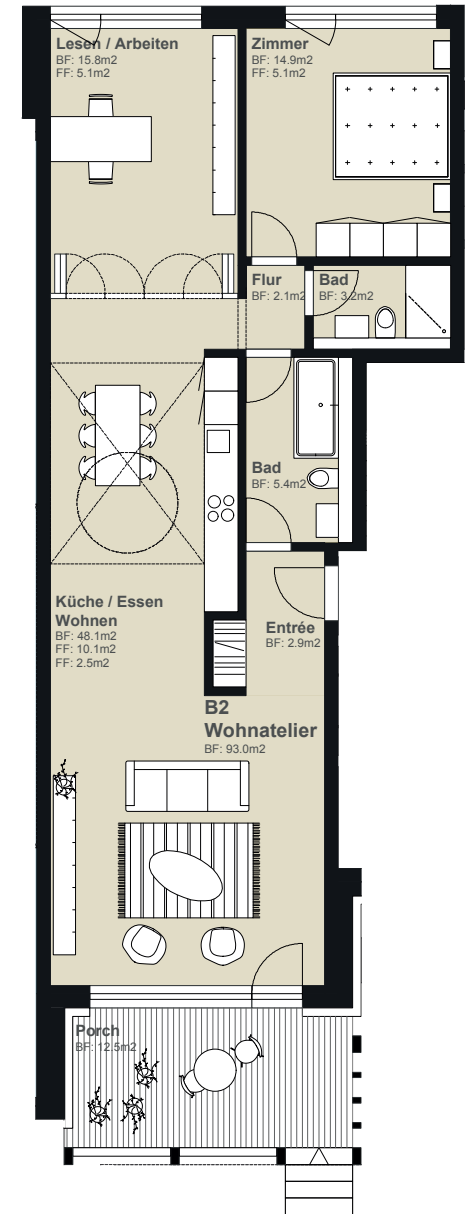 Lesen / Arbeiten
BF: 15.8m2
FF: 5.1m2
Zimmer
BF: 14.9m2
FF: 5.1m2
Flur
BF: 2.1m2
Bad
BF: 3.2m2
Bad
BF: 5.4m2
Küche / Essen
Wohnen
BF: 48.1m2
FF: 10.1m2
FF: 2.5m2
Entrée
BF: 2.9m2
B2
Wohnatelier
BF: 93.0m2
Porch
BF: 12.5m2